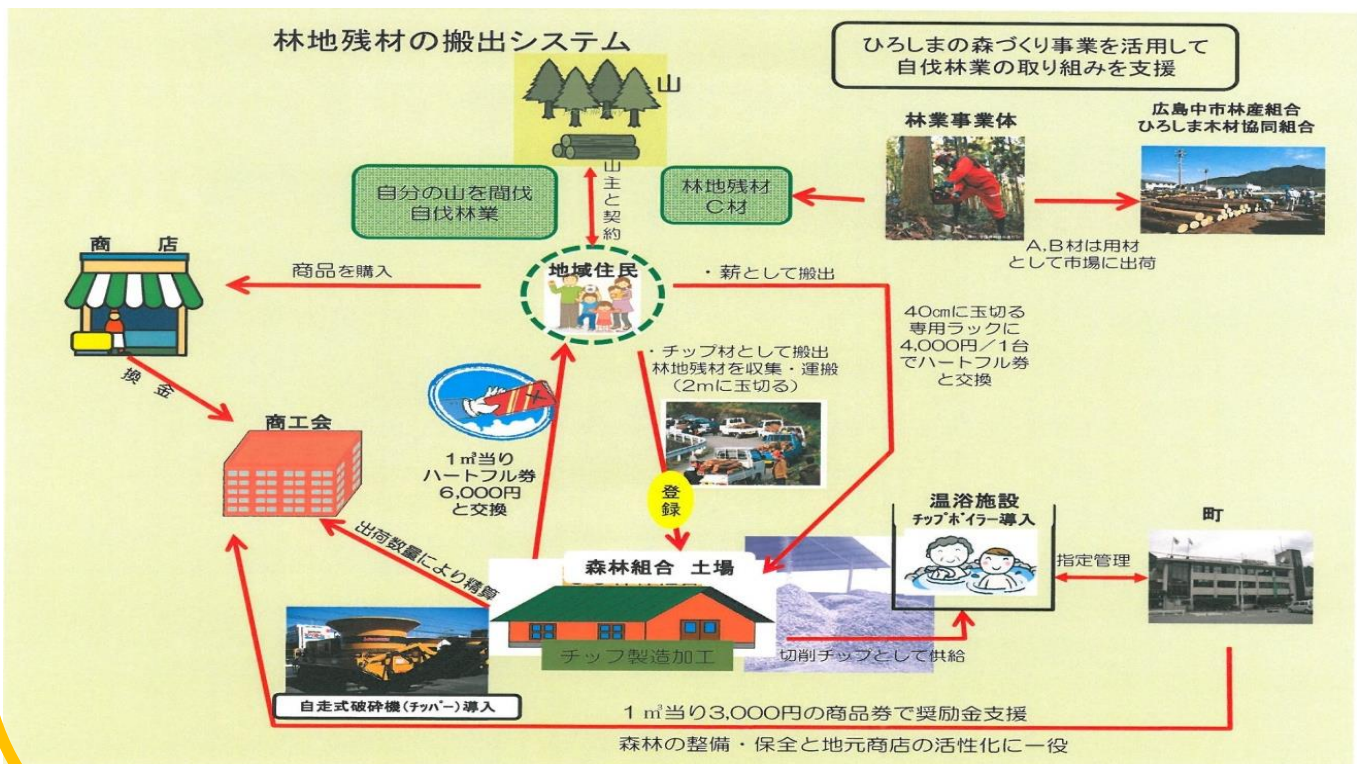 林地残材の搬出システム
ひろしまの森づくり事業を活用して
自伐林業の取り組みを支援
山
林業事業体
広島中市林産組合
ひろしま木材協同組合
自分の山を間伐
自伐林業
山主と契約
林地残材
C材
A,B材は用材
として市場に出荷
商 店
商品を購入
地域住民
・薪として搬出
40㎝に玉切る
専用ラックに
4,000円／1台
でハートフル券
と交換
・チップ材として搬出
林地残材を収集・運搬
（2mに玉切る）
換 金
商工会
1㎥当り
ハートフル券
6,000円
と交換
登録
温浴施設
チップボイラー導入
町
指定管理
出荷数量により精算
森林組合 土場
チップ製造加工
切削チップとして供給
自走式破砕機（チッパー）導入
1㎥当り3,000円の商品券で奨励金支援
森林の整備・保全と地元商店の活性化に一役